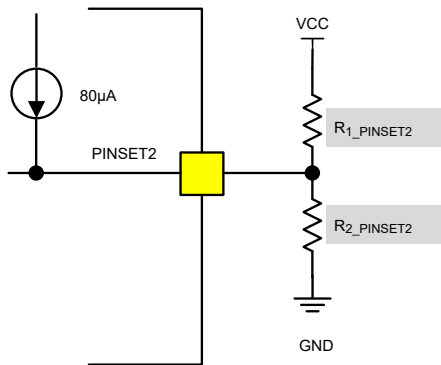 VCC
80µA
R1_PINSET2
PINSET2
R2_PINSET2
GND